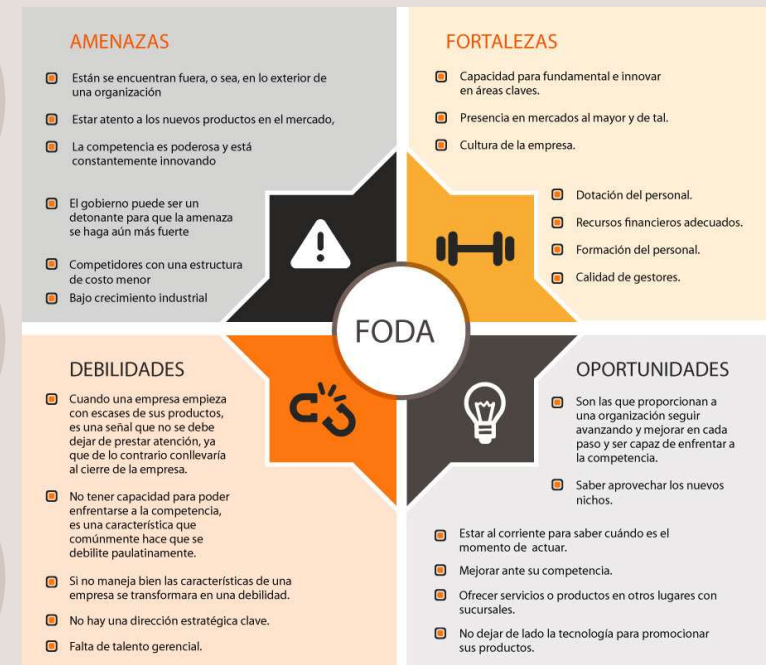 AMENAZAS
Están se encuentran fuera, o sea, en lo exterior de
una organización
Estar atento a los nuevos productos en el mercado,
La competencia es poderosa y está
constantemente innovando
El gobierno puede ser un
detonante para que la amenaza
se haga aún más fuerte
Competidores con una estructura
de costo menor
Bajo crecimiento industrial
FORTALEZAS
Capacidad para fundamental e innovar
en áreas claves.
Presencia en mercados al mayor y de tal.
Cultura de la empresa.
Dotación del personal.
Recursos financieros adecuados.
Formación del personal.
Calidad de gestores.
FODA
DEBILIDADES
Cuando una empresa empieza
con escases de sus productos,
es una señal que no se debe
dejar de prestar atención, ya
que de lo contrario conllevaría
al cierre de la empresa.
No tener capacidad para poder
enfrentarse a la competencia,
es una característica que
comúnmente hace que se
debilite paulatinamente.
Si no maneja bien las características de una
empresa se transformara en una debilidad.
No hay una dirección estratégica clave.
Falta de talento gerencial.
OPORTUNIDADES
Son las que proporcionan a
una organización seguir
avanzando y mejorar en cada
paso y ser capaz de enfrentar a
la competencia.
Saber aprovechar los nuevos
nichos.
Estar al corriente para saber cuándo es el
momento de actuar.
Mejorar ante su competencia.
Ofrecer servicios o productos en otros lugares con
sucursales.
No dejar de lado la tecnología para promocionar
sus productos.